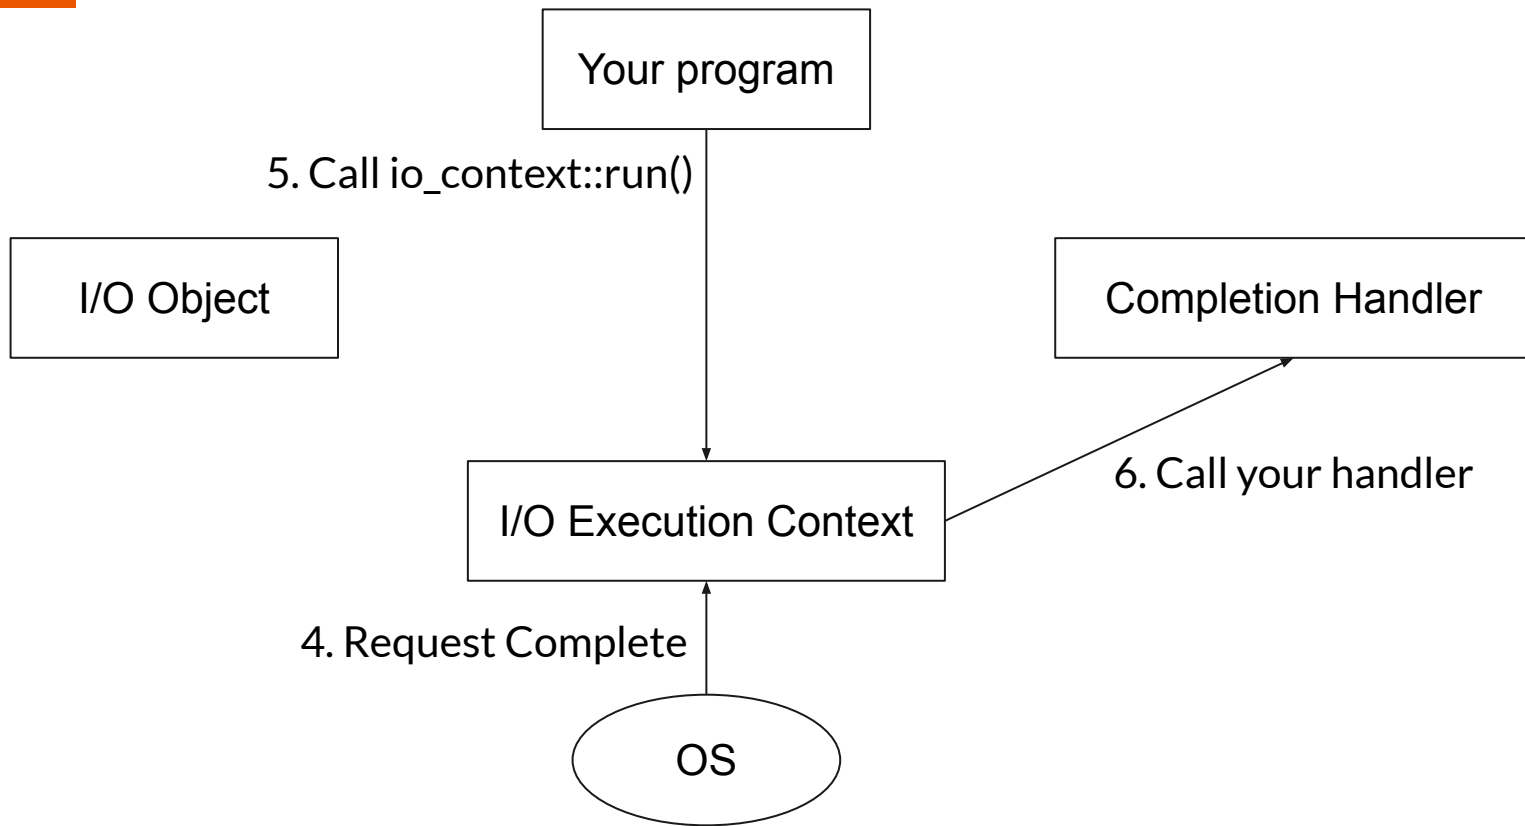 Your program
5. Call io_context::run()
I/O Object
Completion Handler
6. Call your handler
I/O Execution Context
4. Request Complete
OS